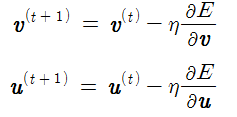 𝒗^{(t+1)} = 𝒗^{(t)} − η ∂E/∂𝒗
𝒖^{(t+1)} = 𝒖^{(t)} − η ∂E/∂𝒖